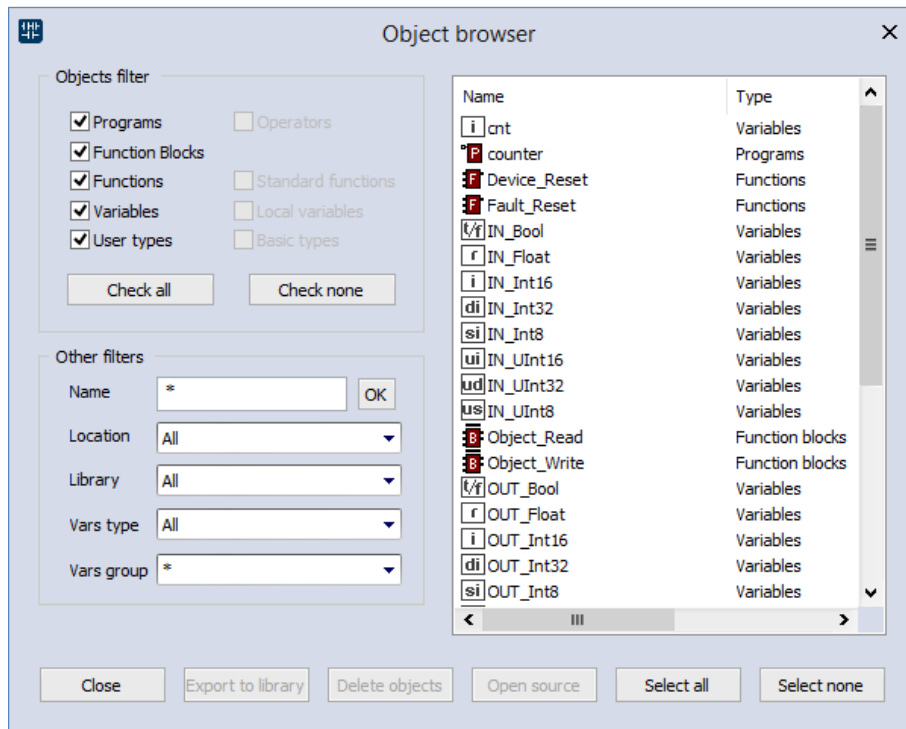 Object browser
Objects filter
Programs Operators
Function Blocks
Functions Standard functions
Variables Local variables
User types Basic types
Check all Check none
Other filters
Name * OK
Location All
Library All
Vars type All
Vars group *
Name Type
i cnt Variables
P counter Programs
F Device_Reset Functions
F Fault_Reset Functions
t/f IN_Bool Variables
r IN_Float Variables
i IN_Int16 Variables
di IN_Int32 Variables
si IN_Int8 Variables
ui IN_UInt16 Variables
ud IN_UInt32 Variables
us IN_UInt8 Variables
B Object_Read Function blocks
B Object_Write Function blocks
t/f OUT_Bool Variables
r OUT_Float Variables
i OUT_Int16 Variables
di OUT_Int32 Variables
si OUT_Int8 Variables
Close Export to library Delete objects Open source Select all Select none